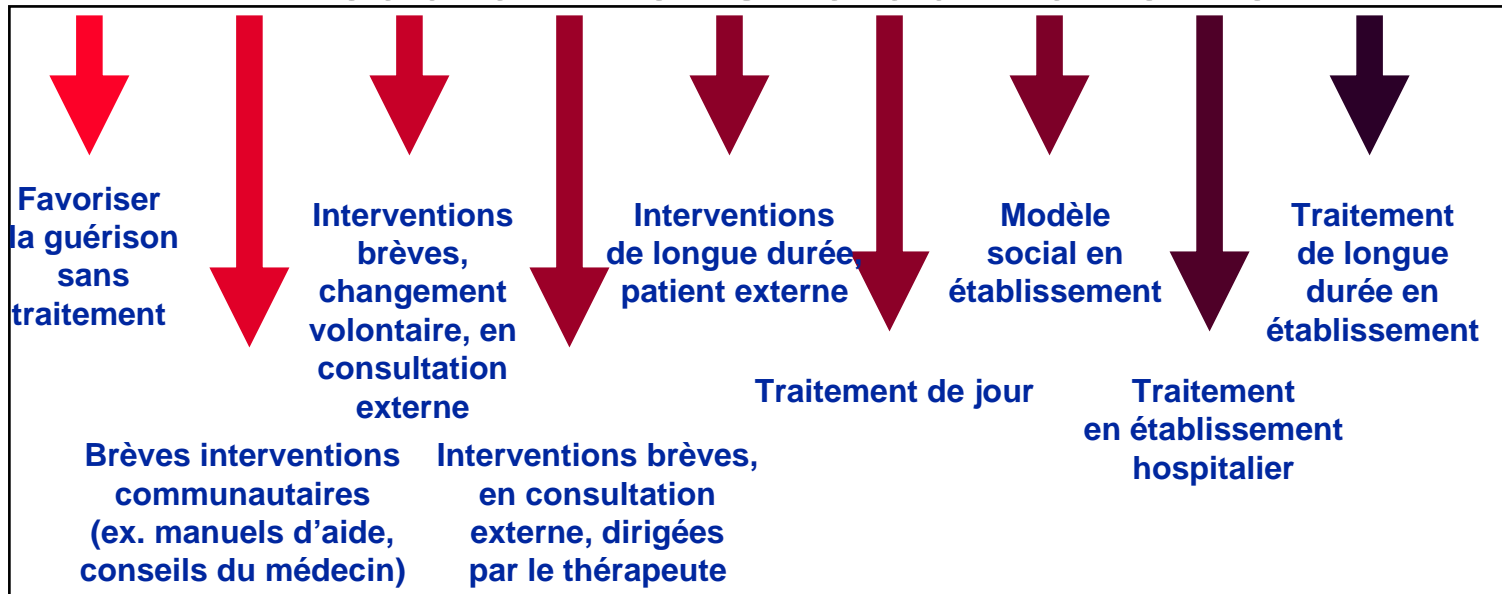 Favoriser
la guérison
sans
traitement
Brèves interventions
communautaires
(ex. manuels d’aide,
conseils du médecin)
Interventions
brèves,
changement
volontaire, en
consultation
externe
Interventions brèves,
en consultation
externe, dirigées
par le thérapeute
Interventions
de longue durée,
patient externe
Traitement de jour
Modèle
social en
établissement
Traitement
en établissement
hospitalier
Traitement
de longue
durée en
établissement